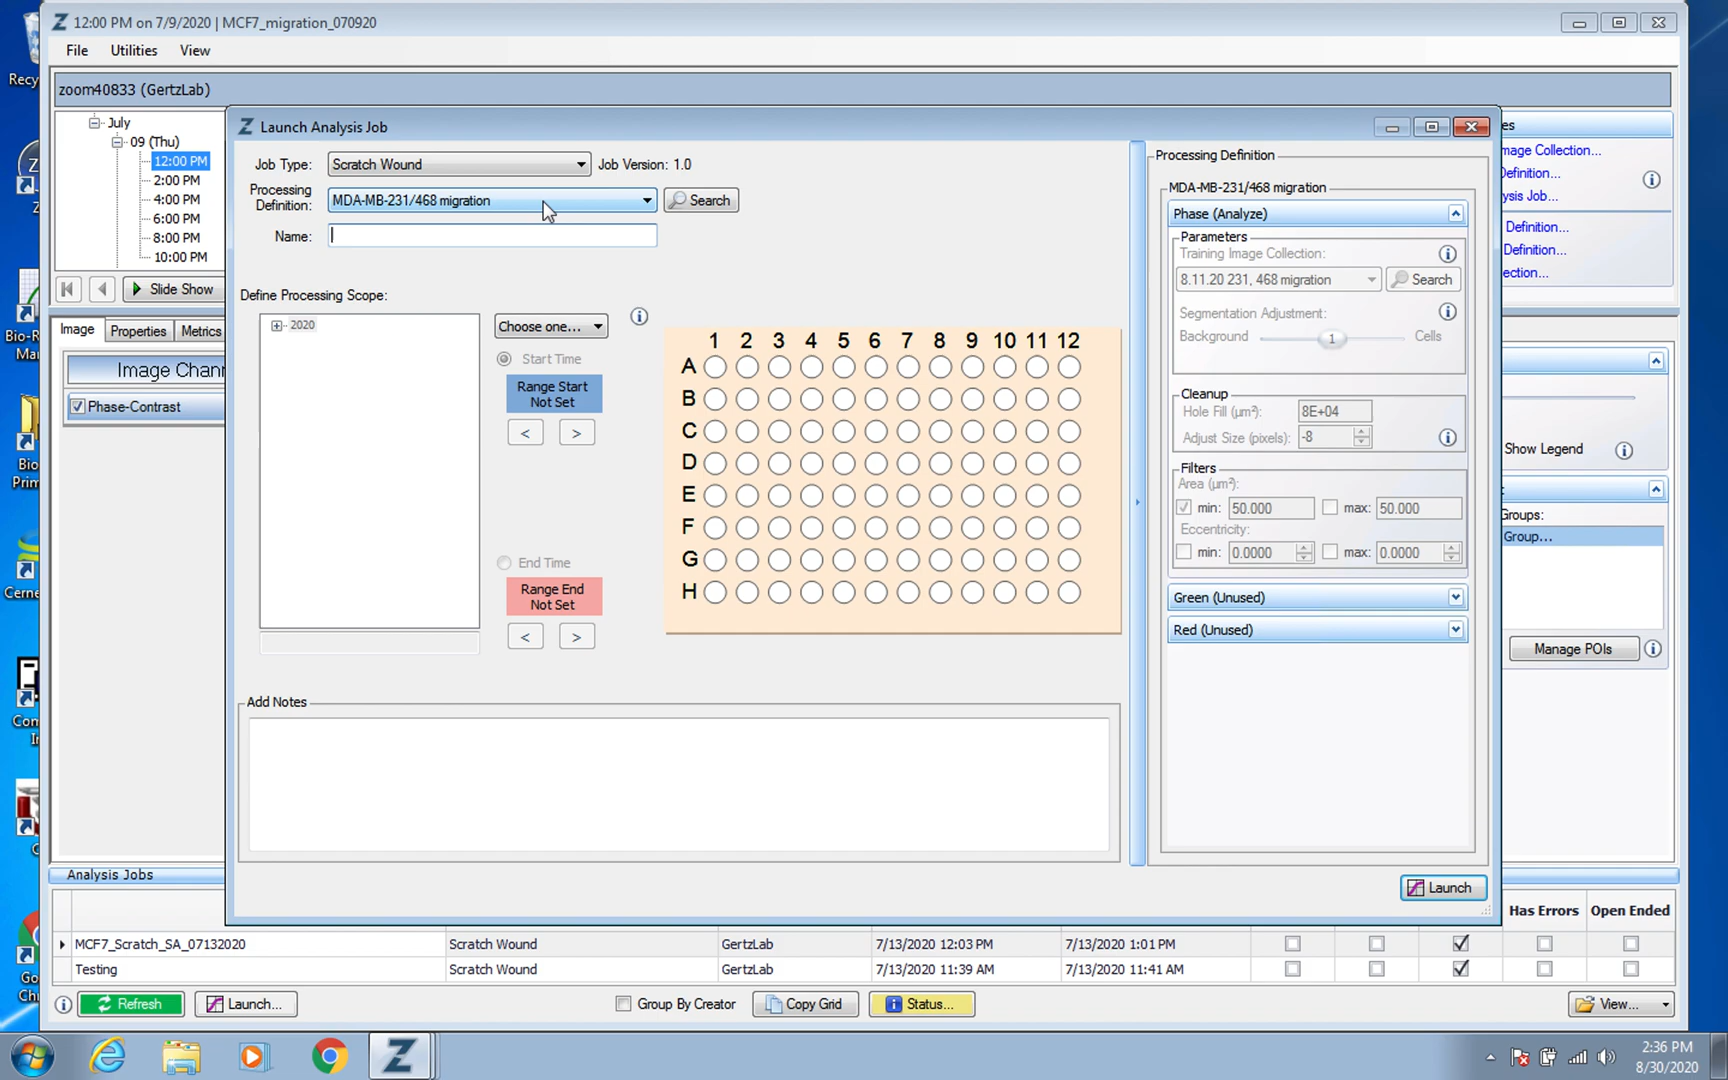 12:00 PM on 7/9/2020 | MCF7_migration_070920
File Utilities View
zoom40833 (GertzLab)
July
09 (Thu)
12:00 PM
2:00 PM
4:00 PM
6:00 PM
8:00 PM
10:00 PM
Slide Show
Image Properties Metrics
Image Chann
Phase-Contrast
Launch Analysis Job
Job Type: Scratch Wound Job Version: 1.0
Processing Definition: MDA-MB-231/468 migration Search
Name:
Define Processing Scope:
2020
Choose one...
Start Time
Range Start
Not Set
< >
End Time
Range End
Not Set
< >
1 2 3 4 5 6 7 8 9 10 11 12
A
B
C
D
E
F
G
H
Add Notes
Processing Definition
MDA-MB-231/468 migration
Phase (Analyze)
Parameters
Training Image Collection:
8.11.20 231, 468 migration Search
Segmentation Adjustment:
Background 1 Cells
Cleanup
Hole Fill (µm²): 8E+04
Adjust Size (pixels): -8
Filters
Area (µm²):
min: 50.000 max: 50.000
Eccentricity:
min: 0.0000 max: 0.0000
Green (Unused)
Red (Unused)
Launch
es
mage Collection...
Definition...
ysis Job...
Definition...
Definition...
ection...
Show Legend
Groups:
Group...
Manage POIs
Analysis Jobs
Has Errors Open Ended
MCF7_Scratch_SA_07132020 Scratch Wound GertzLab 7/13/2020 12:03 PM 7/13/2020 1:01 PM
Testing Scratch Wound GertzLab 7/13/2020 11:39 AM 7/13/2020 11:41 AM
Refresh Launch... Group By Creator Copy Grid Status... View...
Recy
Bio-R
Mar
Bio
Prim
Cerne
Con
Ir
Go
Chr
2:36 PM
8/30/2020